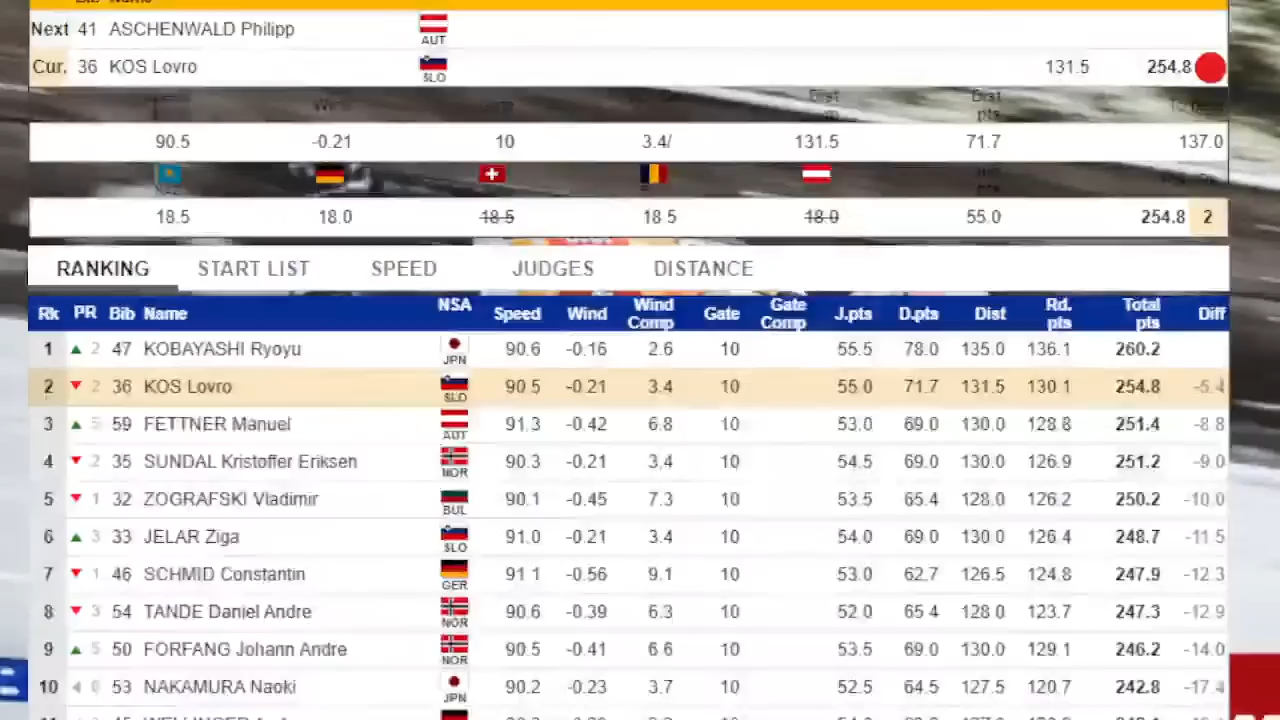 Next 41 ASCHENWALD Philipp AUT
Cur. 36 KOS Lovro SLO 131.5 254.8
Dist Dist
pts
90.5 -0.21 10 3.4/ 131.5 71.7 137.0
18.5 18.0 18.5 18.5 18.0 55.0 254.8 2
RANKING START LIST SPEED JUDGES DISTANCE
Rk PR Bib Name NSA Speed Wind Wind Comp Gate Gate Comp J.pts D.pts Dist Rd. pts Total pts Diff
1 2 47 KOBAYASHI Ryoyu JPN 90.6 -0.16 2.6 10 55.5 78.0 135.0 136.1 260.2
2 2 36 KOS Lovro SLO 90.5 -0.21 3.4 10 55.0 71.7 131.5 130.1 254.8 -5.4
3 5 59 FETTNER Manuel AUT 91.3 -0.42 6.8 10 53.0 69.0 130.0 128.8 251.4 -8.8
4 2 35 SUNDAL Kristoffer Eriksen NOR 90.3 -0.21 3.4 10 54.5 69.0 130.0 126.9 251.2 -9.0
5 1 32 ZOGRAFSKI Vladimir BUL 90.1 -0.45 7.3 10 53.5 65.4 128.0 126.2 250.2 -10.0
6 3 33 JELAR Ziga SLO 91.0 -0.21 3.4 10 54.0 69.0 130.0 126.4 248.7 -11.5
7 1 46 SCHMID Constantin GER 91.1 -0.56 9.1 10 53.0 62.7 126.5 124.8 247.9 -12.3
8 3 54 TANDE Daniel Andre NOR 90.6 -0.39 6.3 10 52.0 65.4 128.0 123.7 247.3 -12.9
9 5 50 FORFANG Johann Andre NOR 90.5 -0.41 6.6 10 53.5 69.0 130.0 129.1 246.2 -14.0
10 0 53 NAKAMURA Naoki JPN 90.2 -0.23 3.7 10 52.5 64.5 127.5 120.7 242.8 -17.4